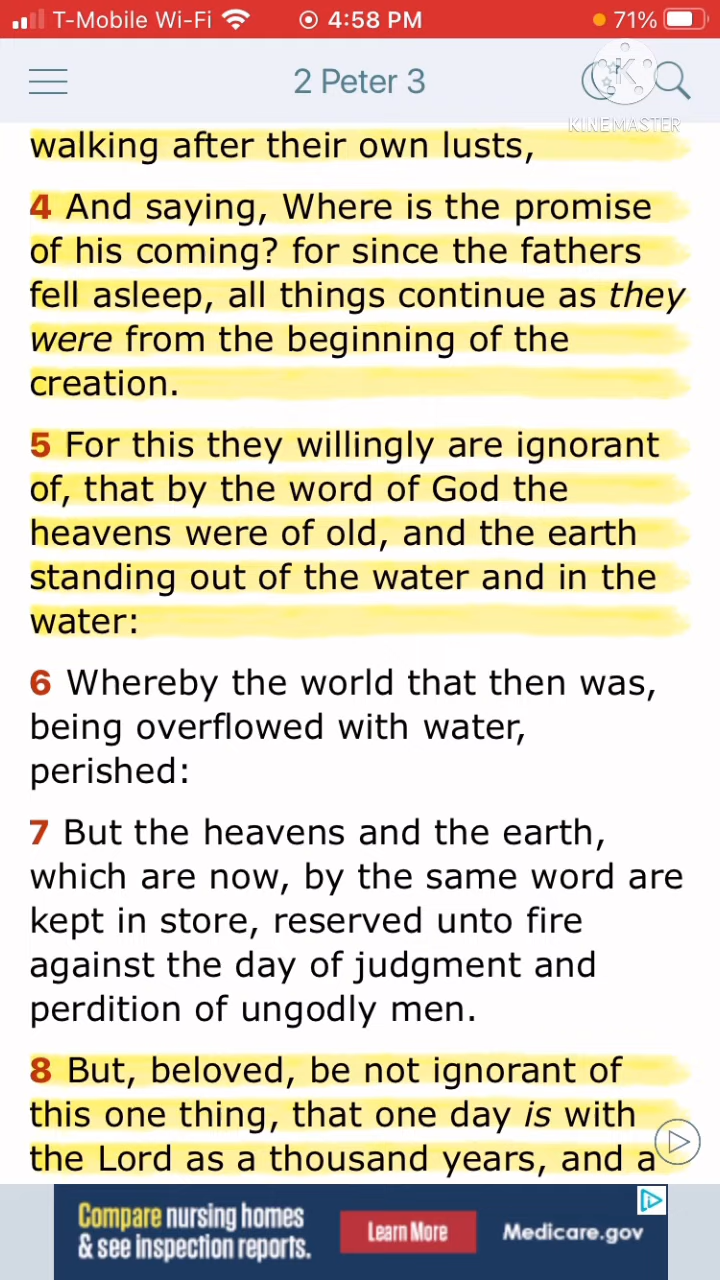 T-Mobile Wi-Fi 4:58 PM 71%
2 Peter 3
KINEMASTER
walking after their own lusts,
4 And saying, Where is the promise
of his coming? for since the fathers
fell asleep, all things continue as they
were from the beginning of the
creation.
5 For this they willingly are ignorant
of, that by the word of God the
heavens were of old, and the earth
standing out of the water and in the
water:
6 Whereby the world that then was,
being overflowed with water,
perished:
7 But the heavens and the earth,
which are now, by the same word are
kept in store, reserved unto fire
against the day of judgment and
perdition of ungodly men.
8 But, beloved, be not ignorant of
this one thing, that one day is with
the Lord as a thousand years, and a
Compare nursing homes
& see inspection reports.
Learn More
Medicare.gov